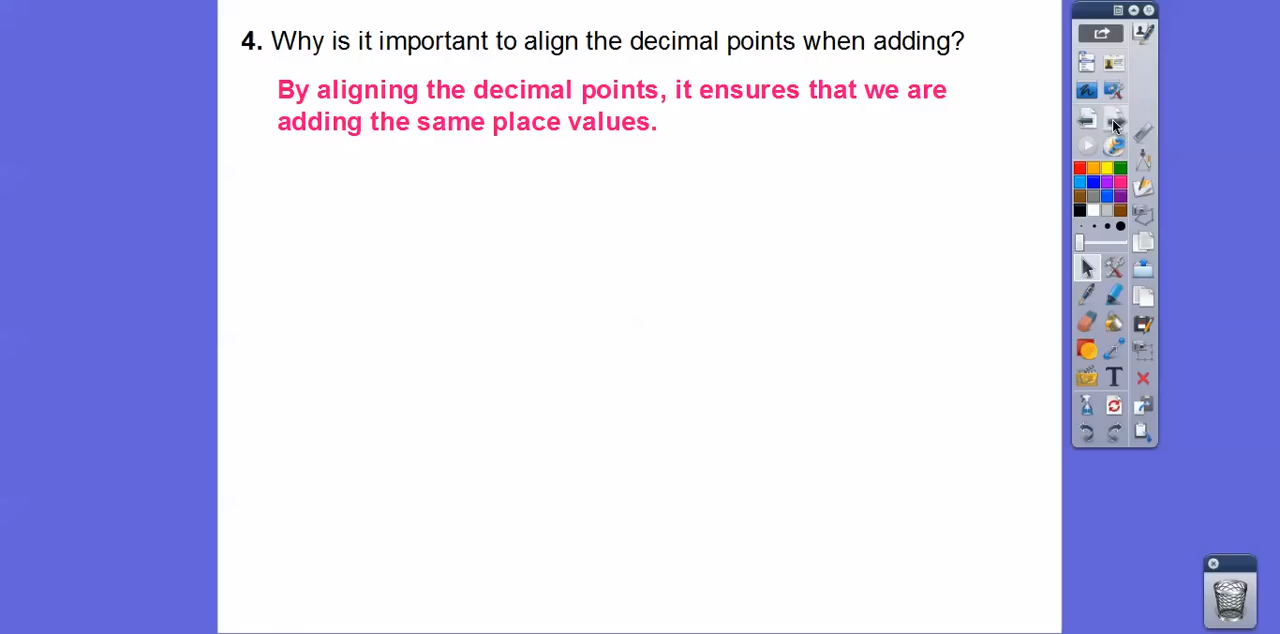 4. Why is it important to align the decimal points when adding?
By aligning the decimal points, it ensures that we are
adding the same place values.
T